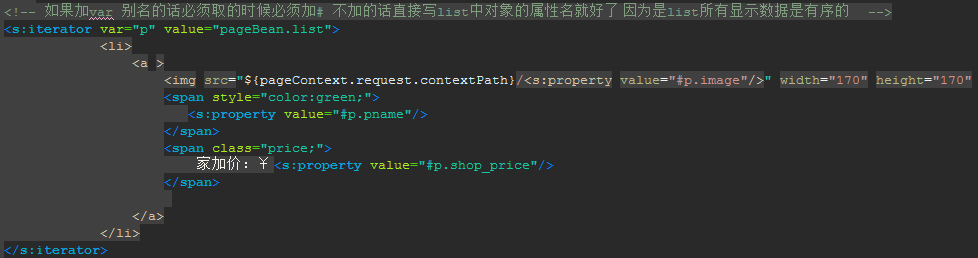 <!-- 如果加var 别名的话必须取的时候必须加# 不加的话直接写list中对象的属性名就好了 因为是list所有显示数据是有序的  -->
<s:iterator var="p" value="pageBean.list">
<li>
<a >
<img src="${pageContext.request.contextPath}/<s:property value="#p.image"/>" width="170" height="170"
<span style="color:green;">
<s:property value="#p.pname"/>
</span>
<span class="price;">
家加价：￥<s:property value="#p.shop_price"/>
</span>
</a>
</li>
</s:iterator>